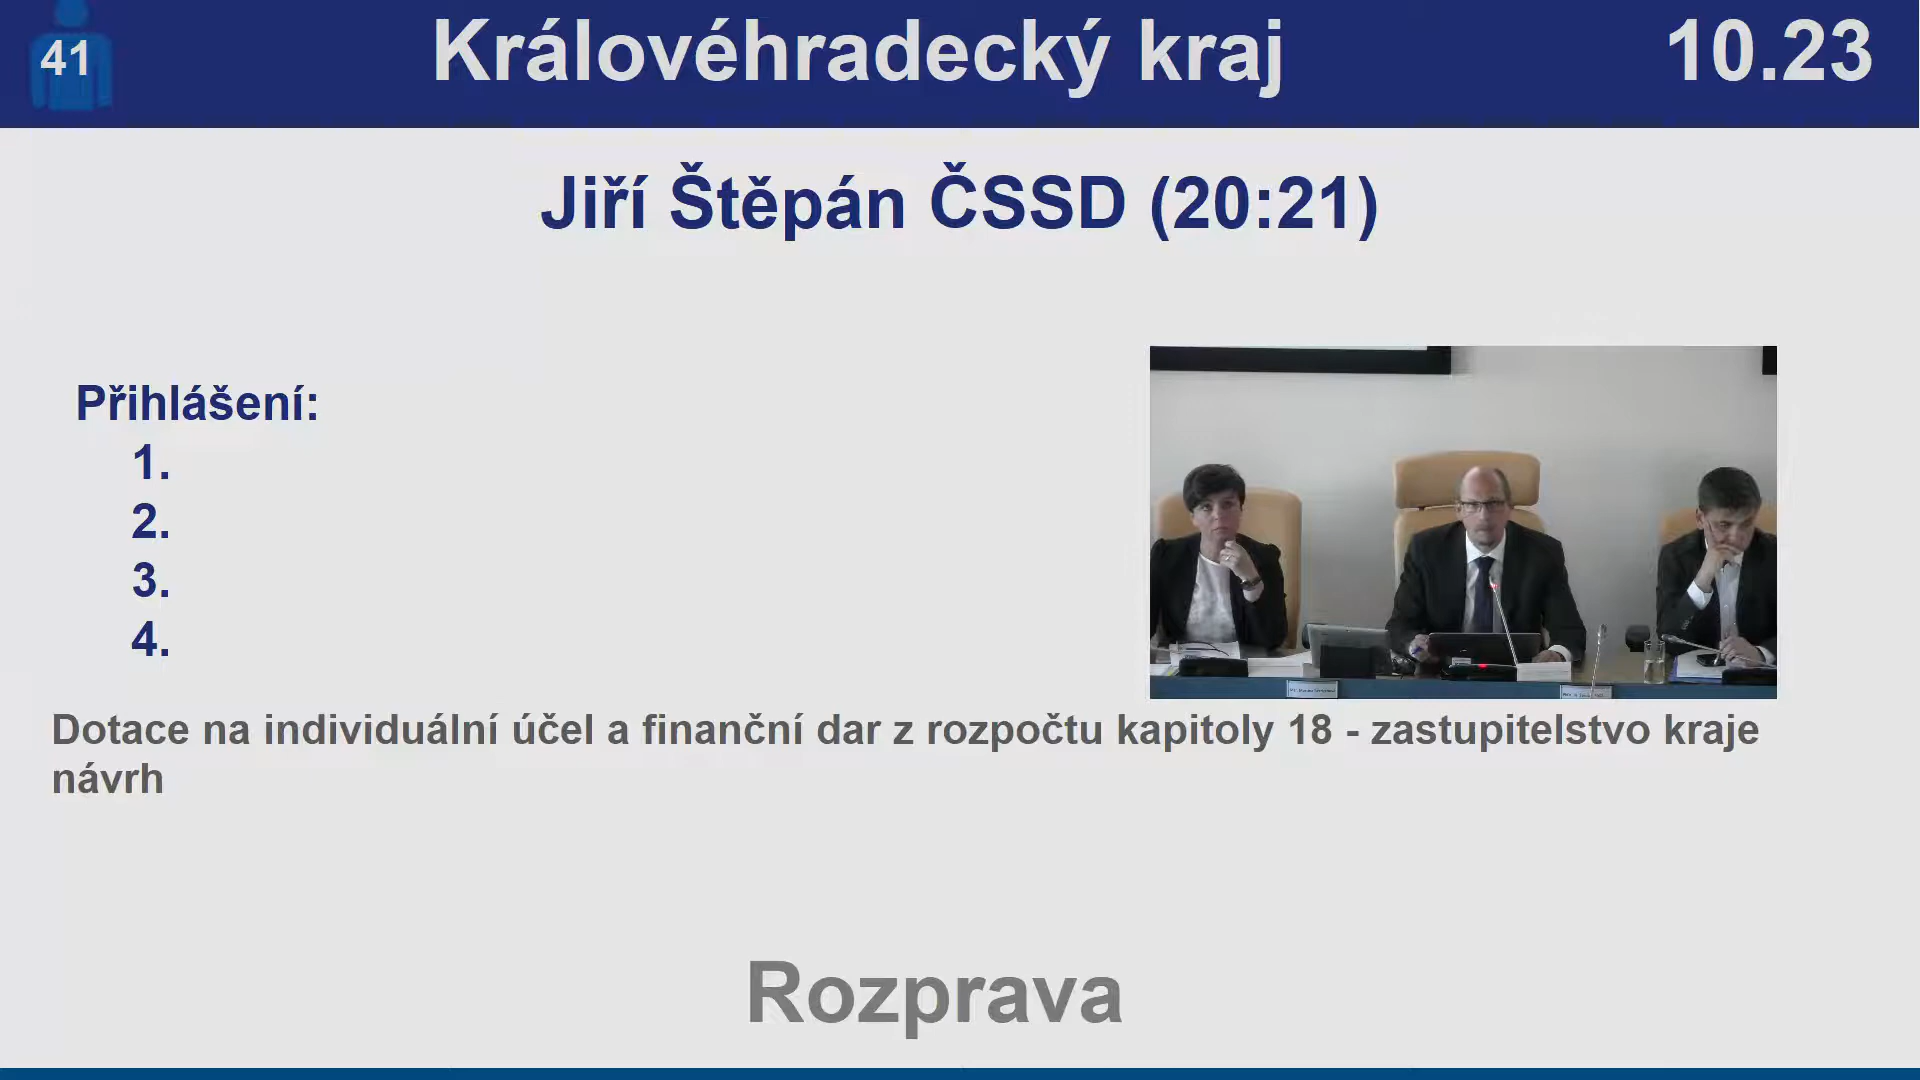 41
Královéhradecký kraj
10.23
Jiří Štěpán ČSSD (20:21)
Přihlášení:
1.
2.
3.
4.
Dotace na individuální účel a finanční dar z rozpočtu kapitoly 18 - zastupitelstvo kraje
návrh
Rozprava